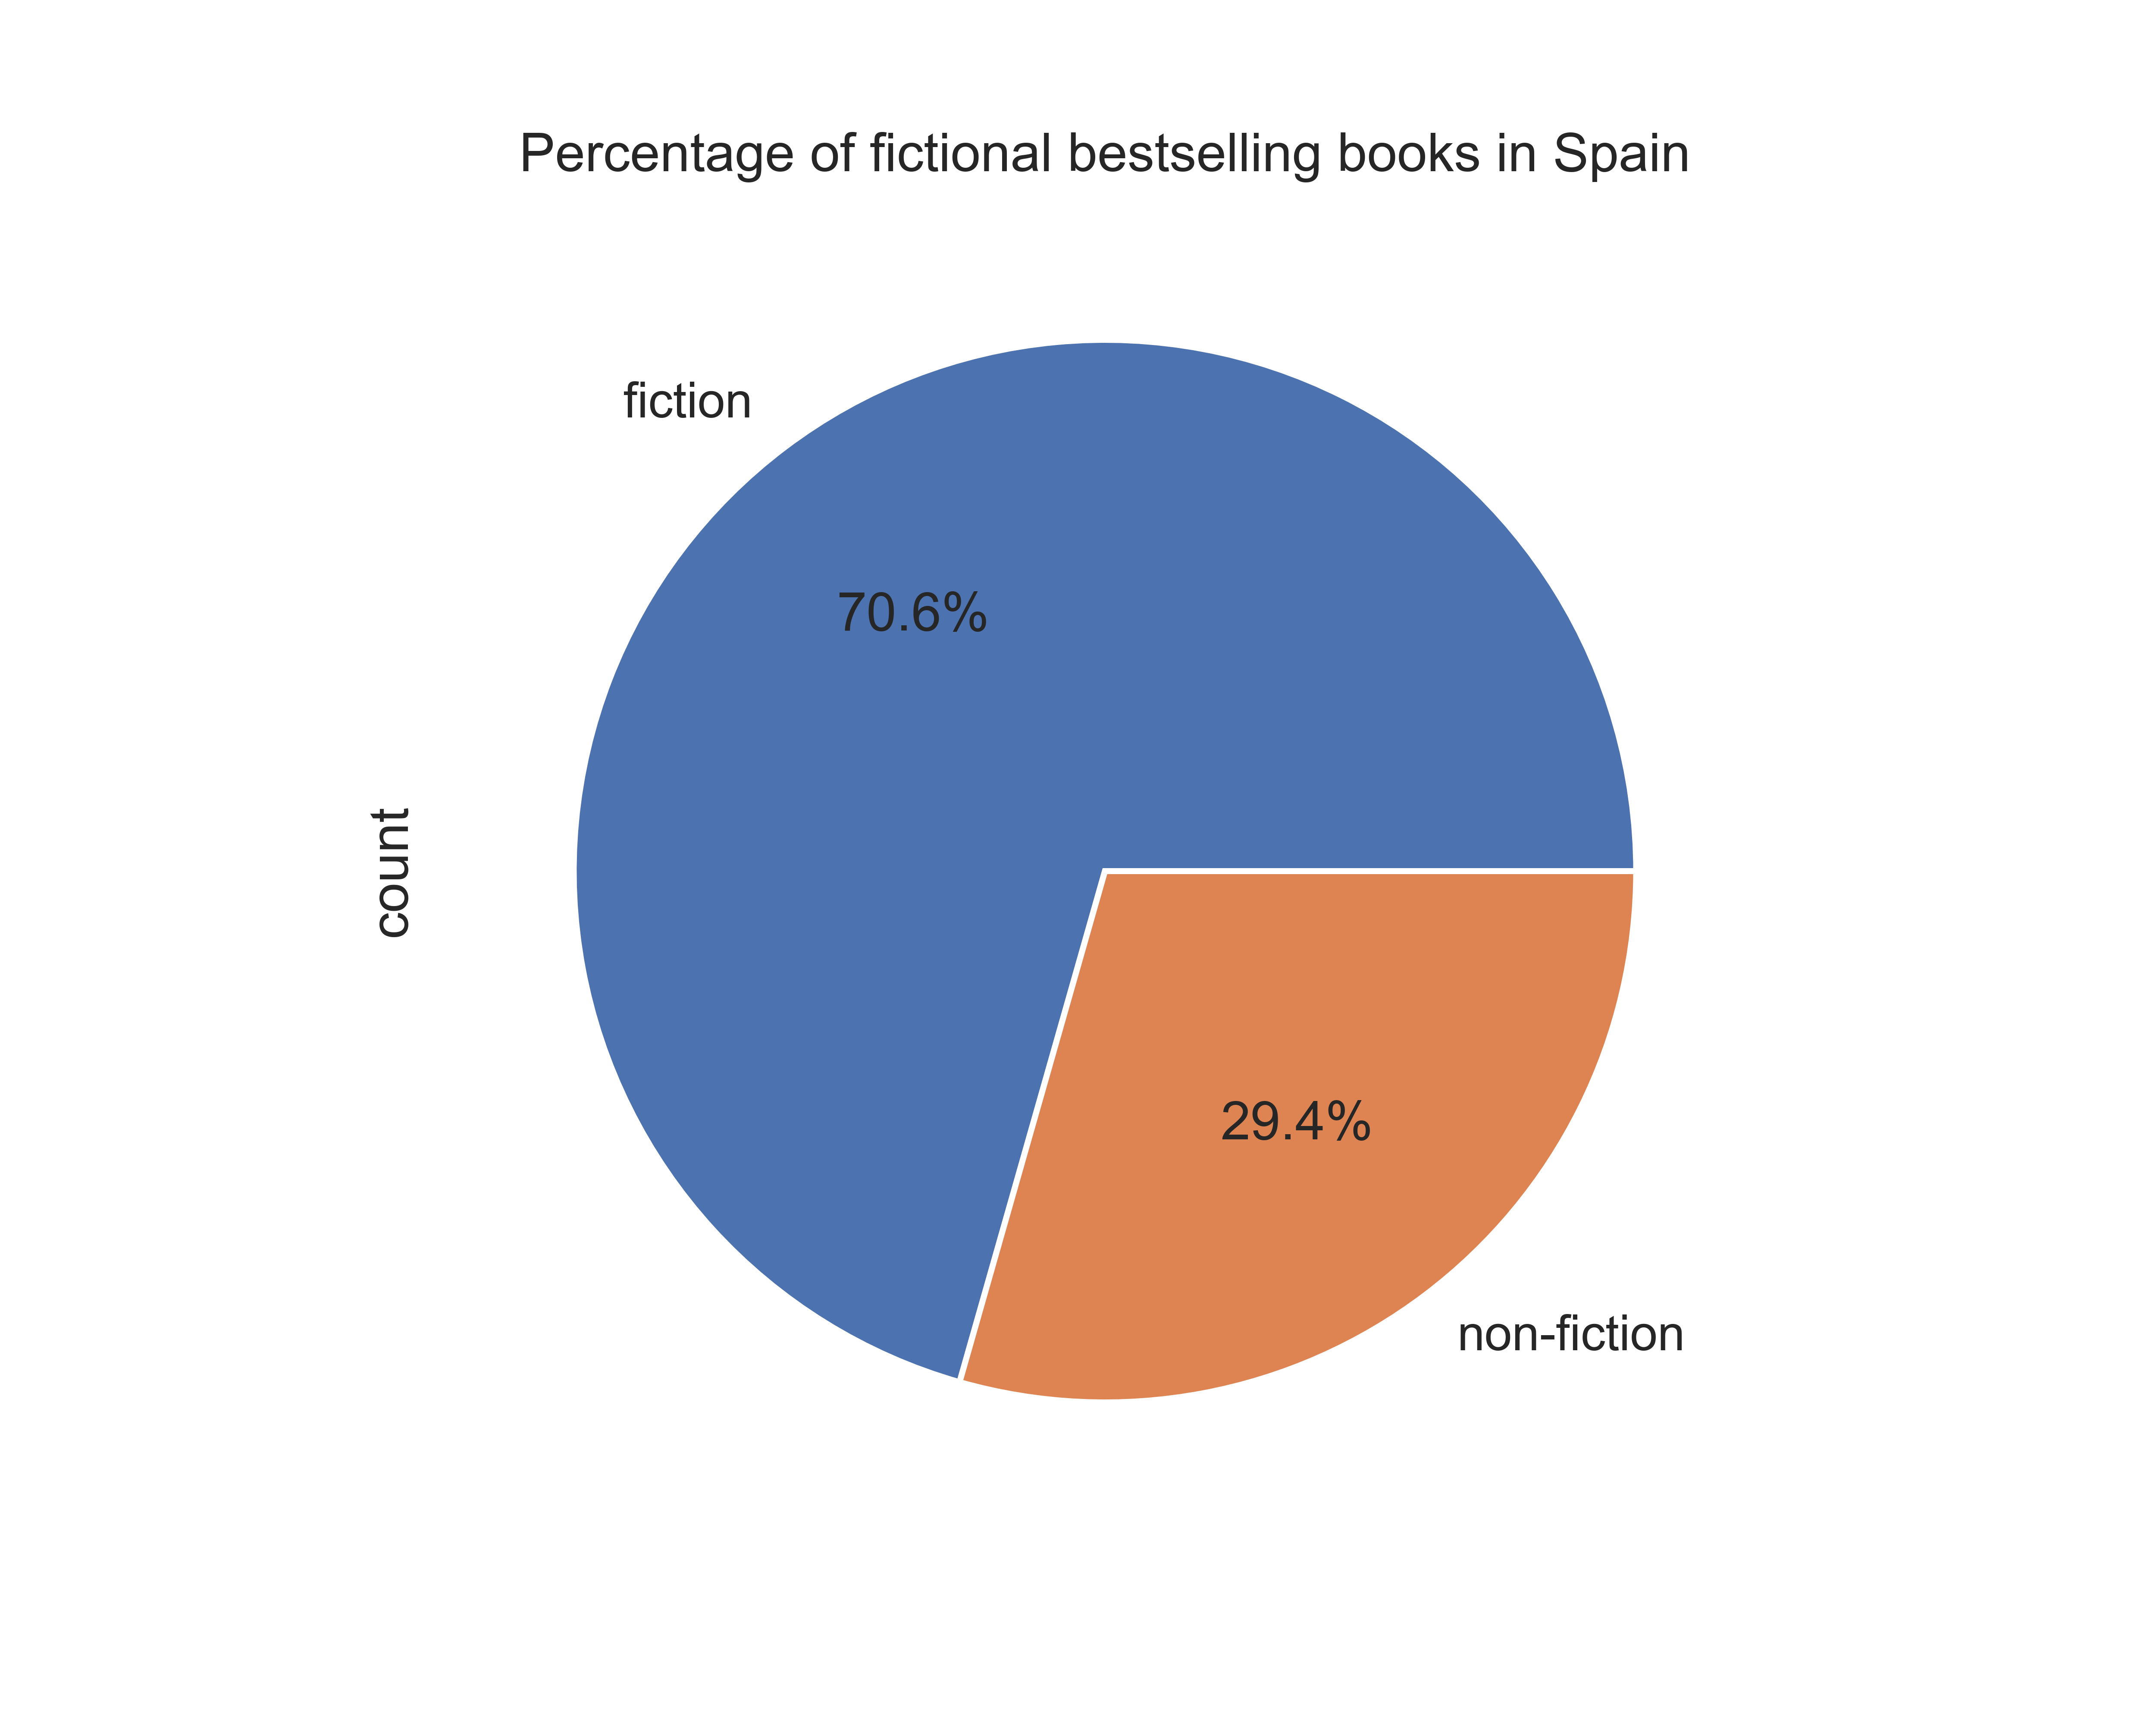 Percentage of fictional bestselling books in Spain
fiction
70.6%
count
29.4%
non-fiction